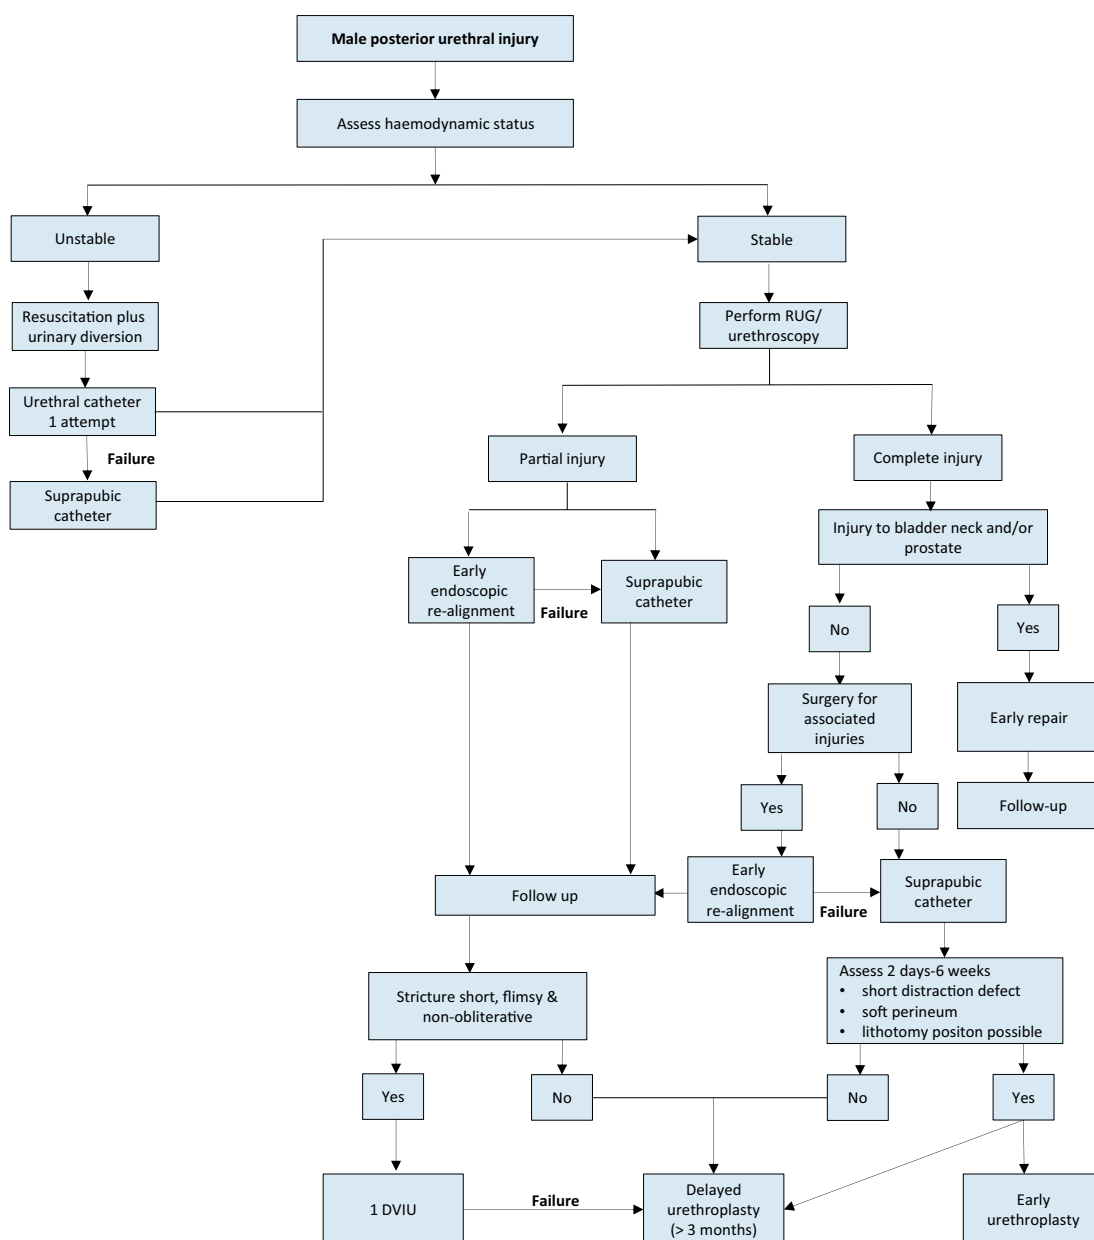 Male posterior urethral injury
Assess haemodynamic status
Unstable
Stable
Resuscitation plus
urinary diversion
Perform RUG/
urethroscopy
Urethral catheter
1 attempt
Failure
Suprapubic
catheter
Partial injury
Complete injury
Injury to bladder neck and/or
prostate
Early
endoscopic
re-alignment
Failure
Suprapubic
catheter
No
Yes
Surgery for
associated
injuries
Early repair
Yes
No
Follow-up
Follow up
Early
endoscopic
re-alignment
Failure
Suprapubic
catheter
Stricture short, flimsy &
non-obliterative
Assess 2 days-6 weeks
• short distraction defect
• soft perineum
• lithotomy positon possible
Yes
No
No
Yes
1 DVIU
Failure
Delayed
urethroplasty
(> 3 months)
Early
urethroplasty